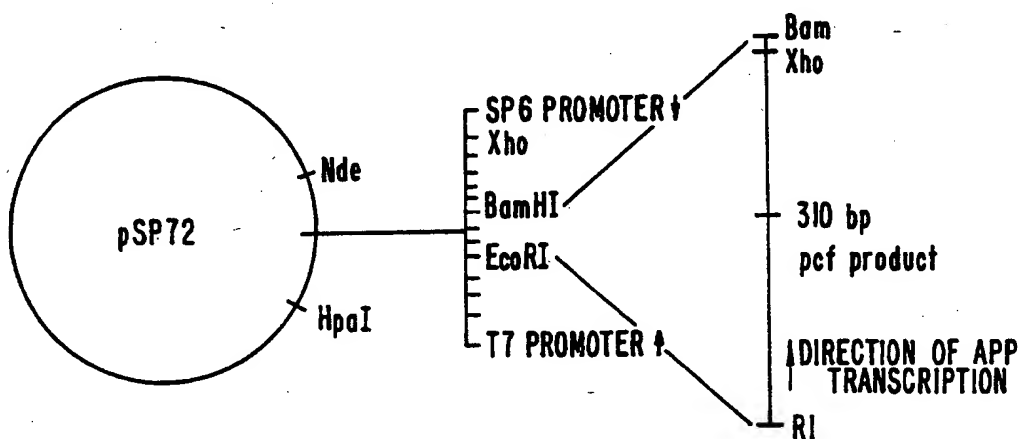 pSP72
Nde
HpaI
SP6 PROMOTER ↓
Xho
BamHI
EcoRI
T7 PROMOTER ↑
Bam
Xho
310 bp
pcf product
↑ DIRECTION OF APP
TRANSCRIPTION
RI